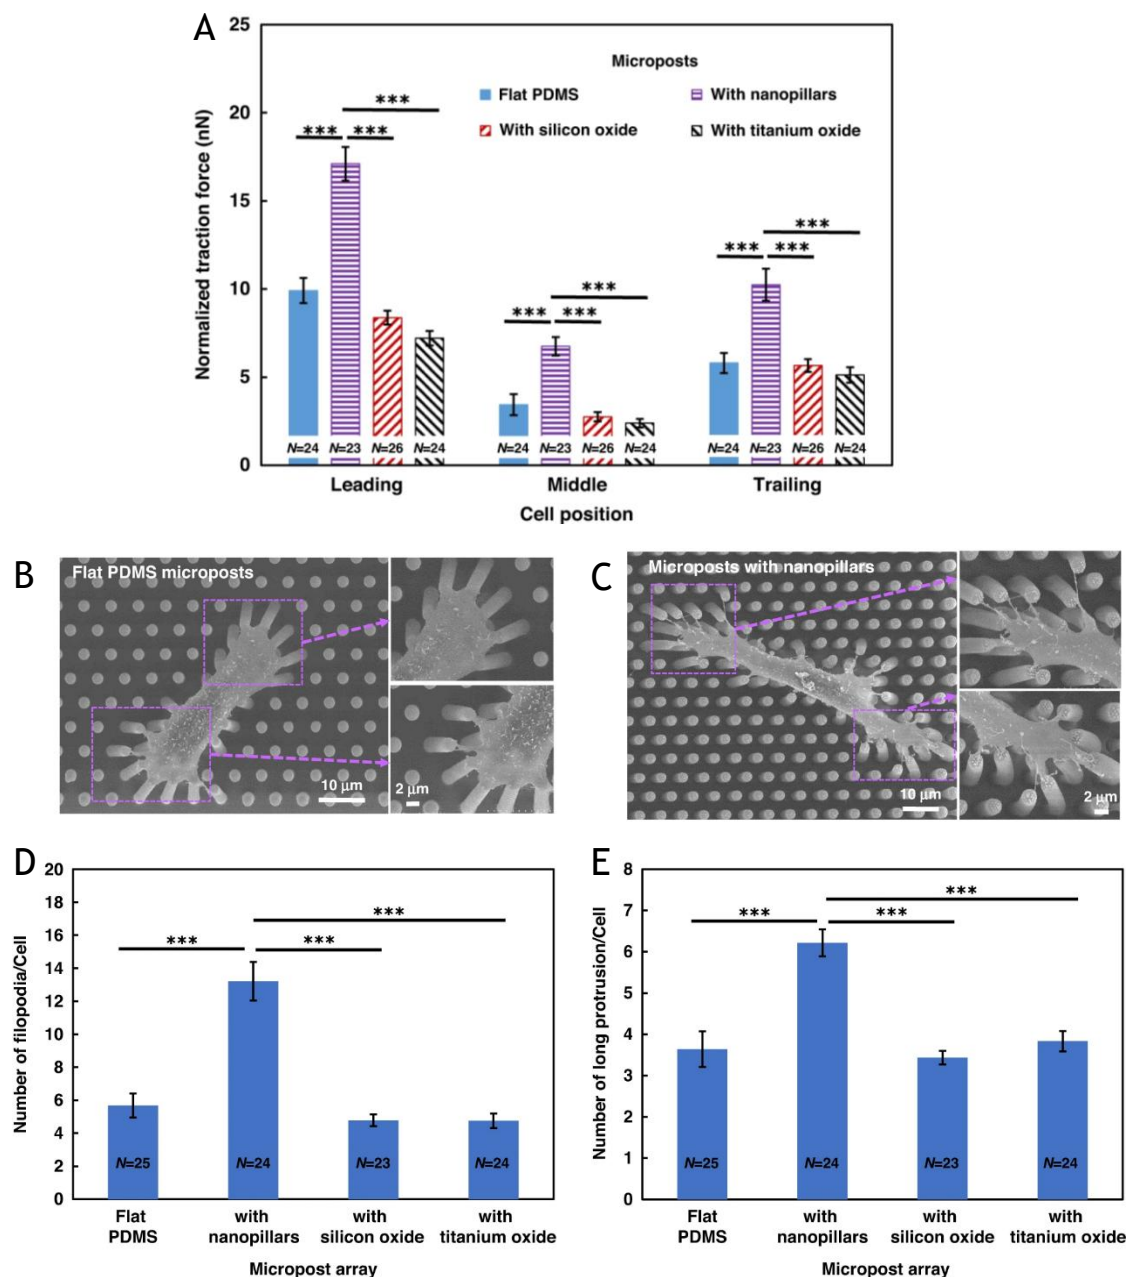 A
25
20
15
10
5
0
Normalized traction force (nN)
Microposts
Flat PDMS
With nanopillars
With silicon oxide
With titanium oxide
***
*** ***
***
*** ***
***
*** ***
N=24 N=23 N=26 N=24
N=24 N=23 N=26 N=24
N=24 N=23 N=26 N=24
Leading Middle Trailing
Cell position
B
Flat PDMS microposts
10 μm
2 μm
C
Microposts with nanopillars
10 μm
2 μm
D
20
18
16
14
12
10
8
6
4
2
0
Number of filopodia/Cell
***
*** ***
N=25 N=24 N=23 N=24
Flat PDMS
with nanopillars
with silicon oxide
with titanium oxide
Micropost array
E
8
7
6
5
4
3
2
1
0
Number of long protrusion/Cell
***
*** ***
N=25 N=24 N=23 N=24
Flat PDMS
with nanopillars
with silicon oxide
with titanium oxide
Micropost array